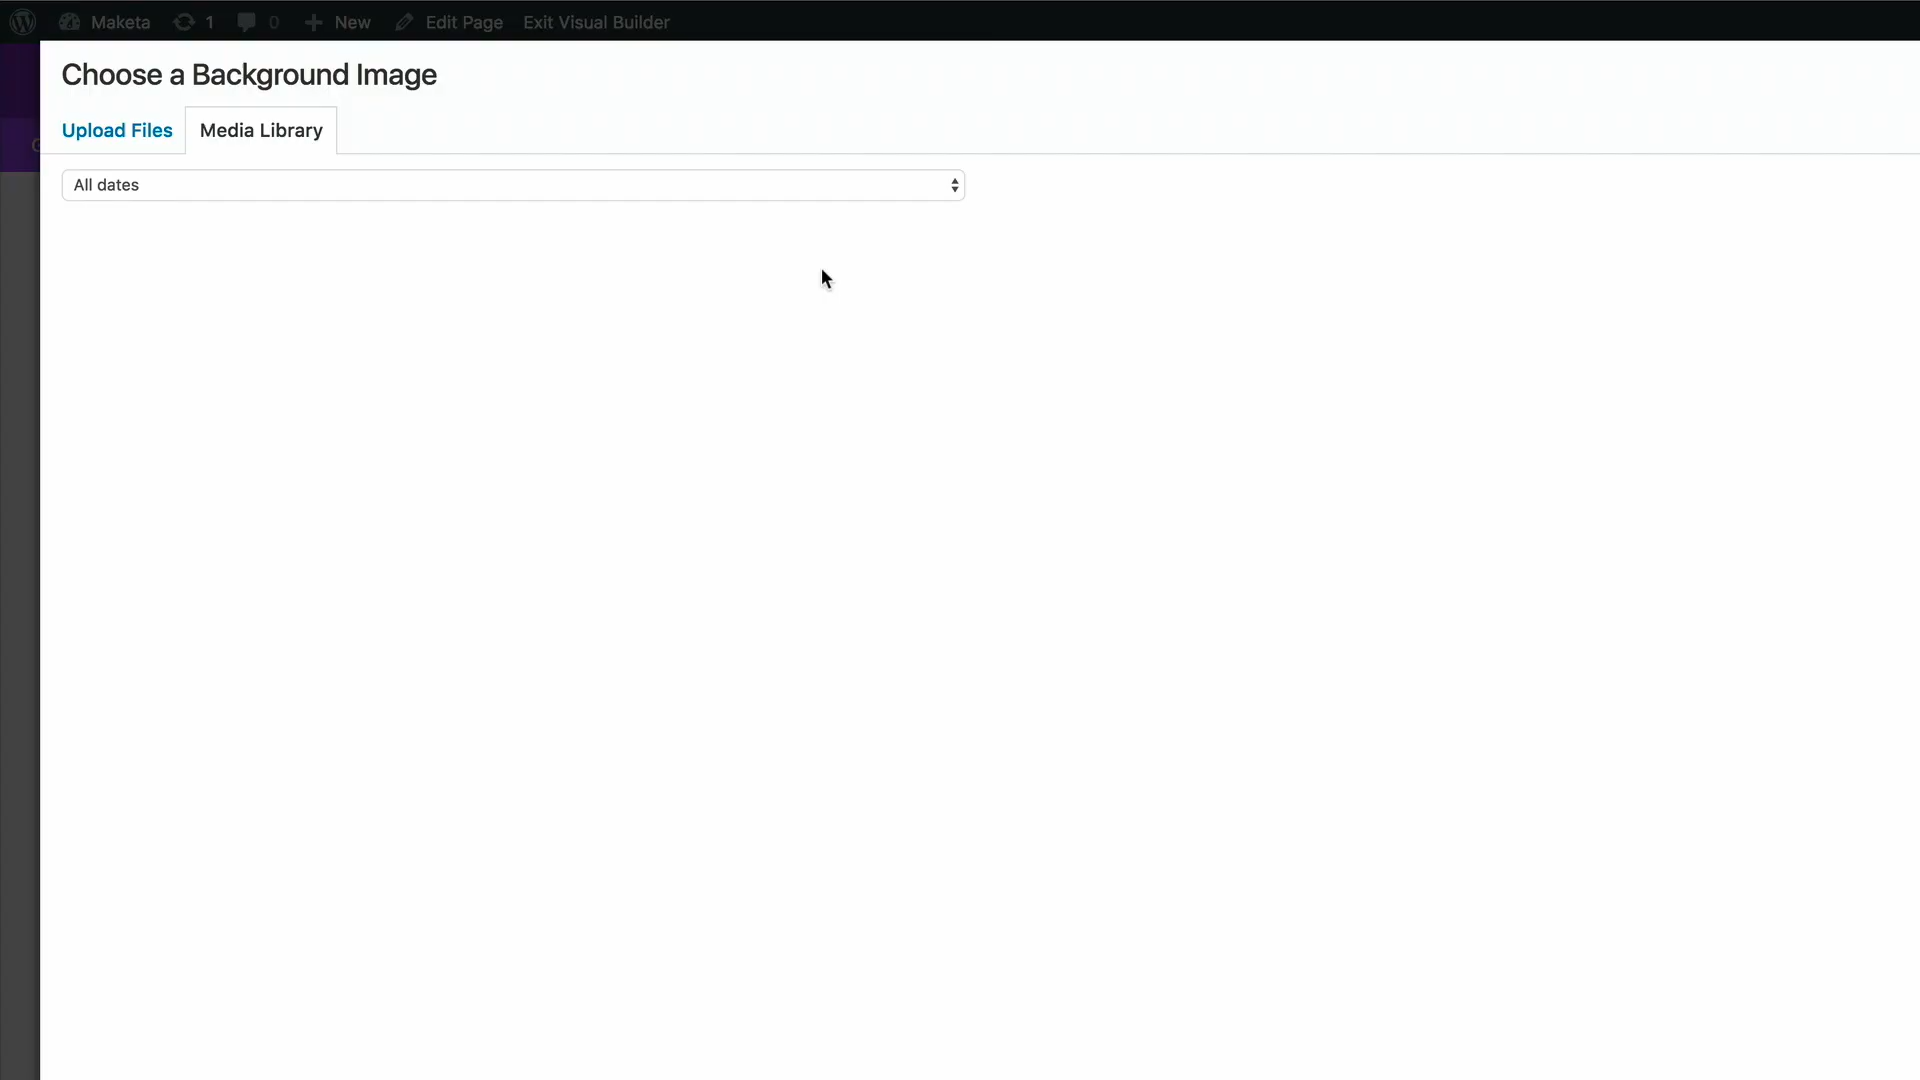 Maketa 1 0 New Edit Page Exit Visual Builder
Choose a Background Image
Upload Files Media Library
All dates